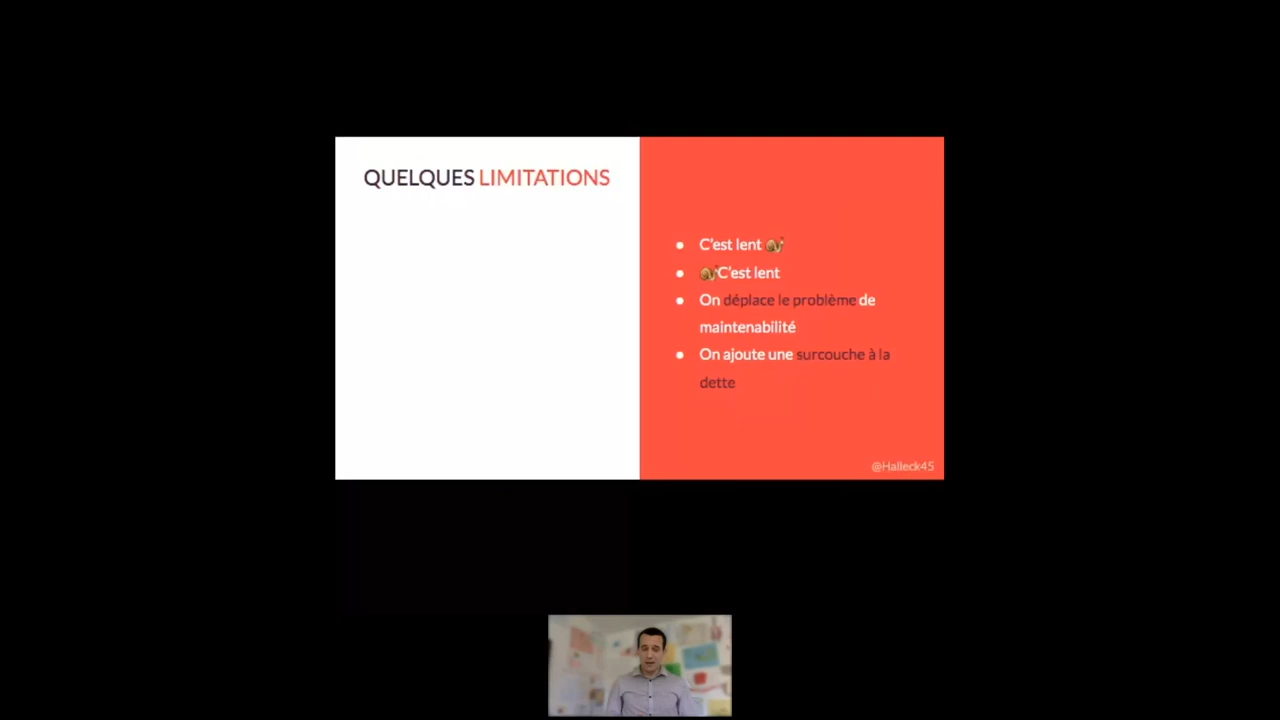 QUELQUES LIMITATIONS
● C'est lent 🐌
● 🐌C'est lent
● On déplace le problème de
maintenabilité
● On ajoute une surcouche à la
dette
@Halleck45